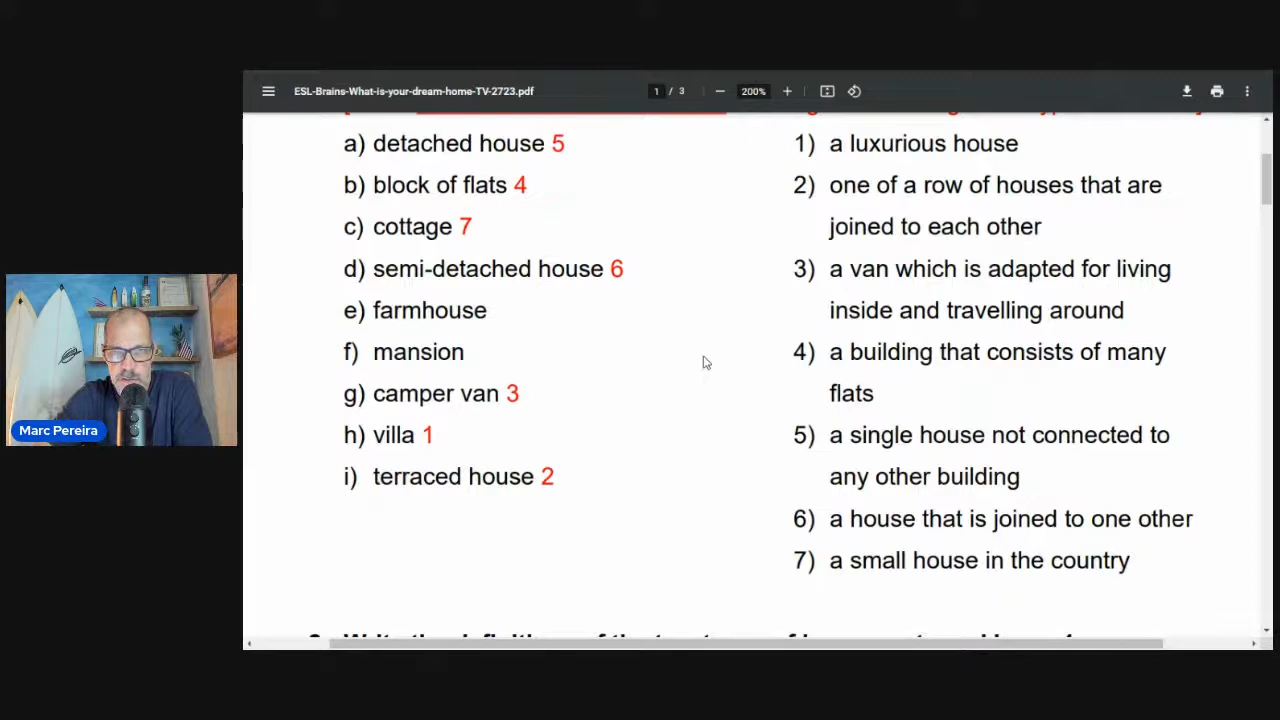 ESL-Brains-What-is-your-dream-home-TV-2723.pdf
1 / 3
200%
a) detached house 5
b) block of flats 4
c) cottage 7
d) semi-detached house 6
e) farmhouse
f) mansion
g) camper van 3
h) villa 1
i) terraced house 2
1) a luxurious house
2) one of a row of houses that are
joined to each other
3) a van which is adapted for living
inside and travelling around
4) a building that consists of many
flats
5) a single house not connected to
any other building
6) a house that is joined to one other
7) a small house in the country
Marc Pereira